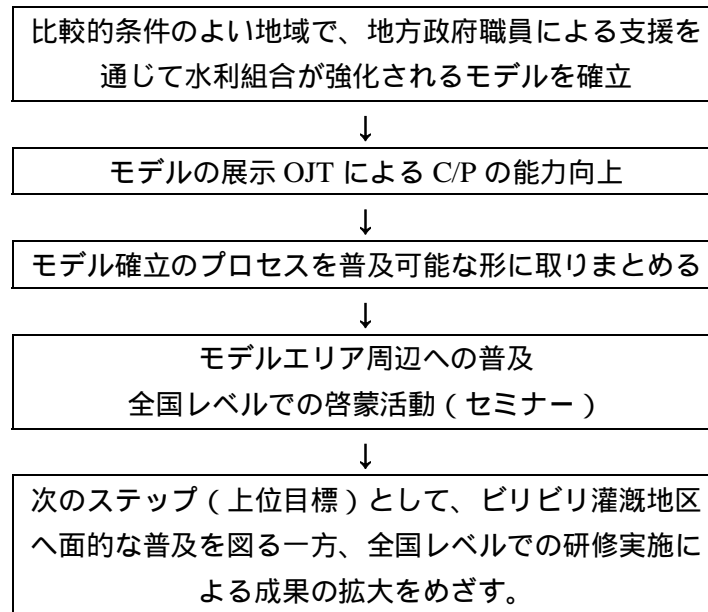 比較的条件のよい地域で、地方政府職員による支援を
通じて水利組合が強化されるモデルを確立
↓
モデルの展示 OJT による C/P の能力向上
↓
モデル確立のプロセスを普及可能な形に取りまとめる
↓
モデルエリア周辺への普及
全国レベルでの啓蒙活動（セミナー）
↓
次のステップ（上位目標）として、ビリビリ灌漑地区
へ面的な普及を図る一方、全国レベルでの研修実施に
よる成果の拡大をめざす。